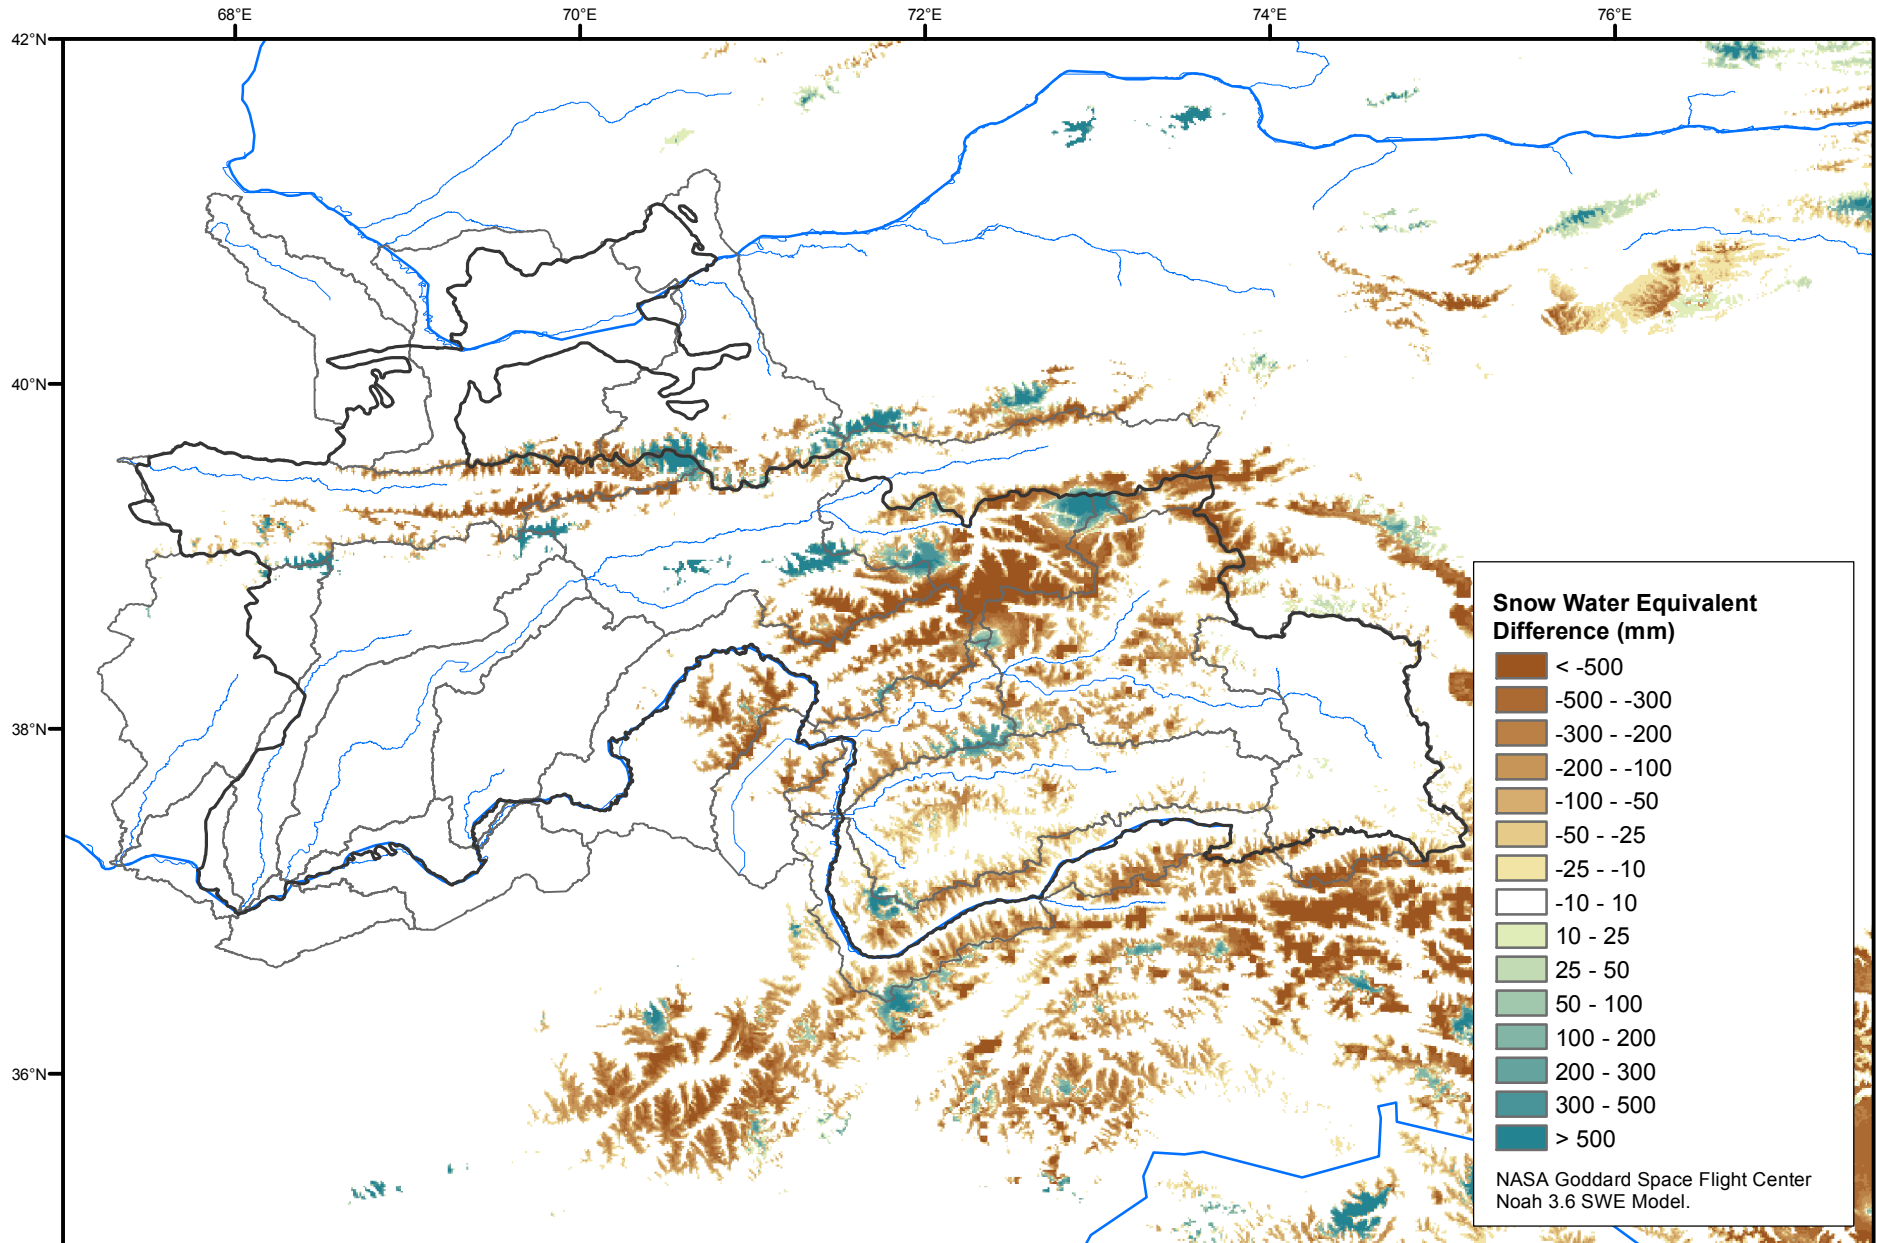 68°E 70°E 72°E 74°E 76°E
42°N
40°N
38°N
36°N
Snow Water Equivalent
Difference (mm)
< -500
-500 - -300
-300 - -200
-200 - -100
-100 - -50
-50 - -25
-25 - -10
-10 - 10
10 - 25
25 - 50
50 - 100
100 - 200
200 - 300
300 - 500
> 500
NASA Goddard Space Flight Center
Noah 3.6 SWE Model.